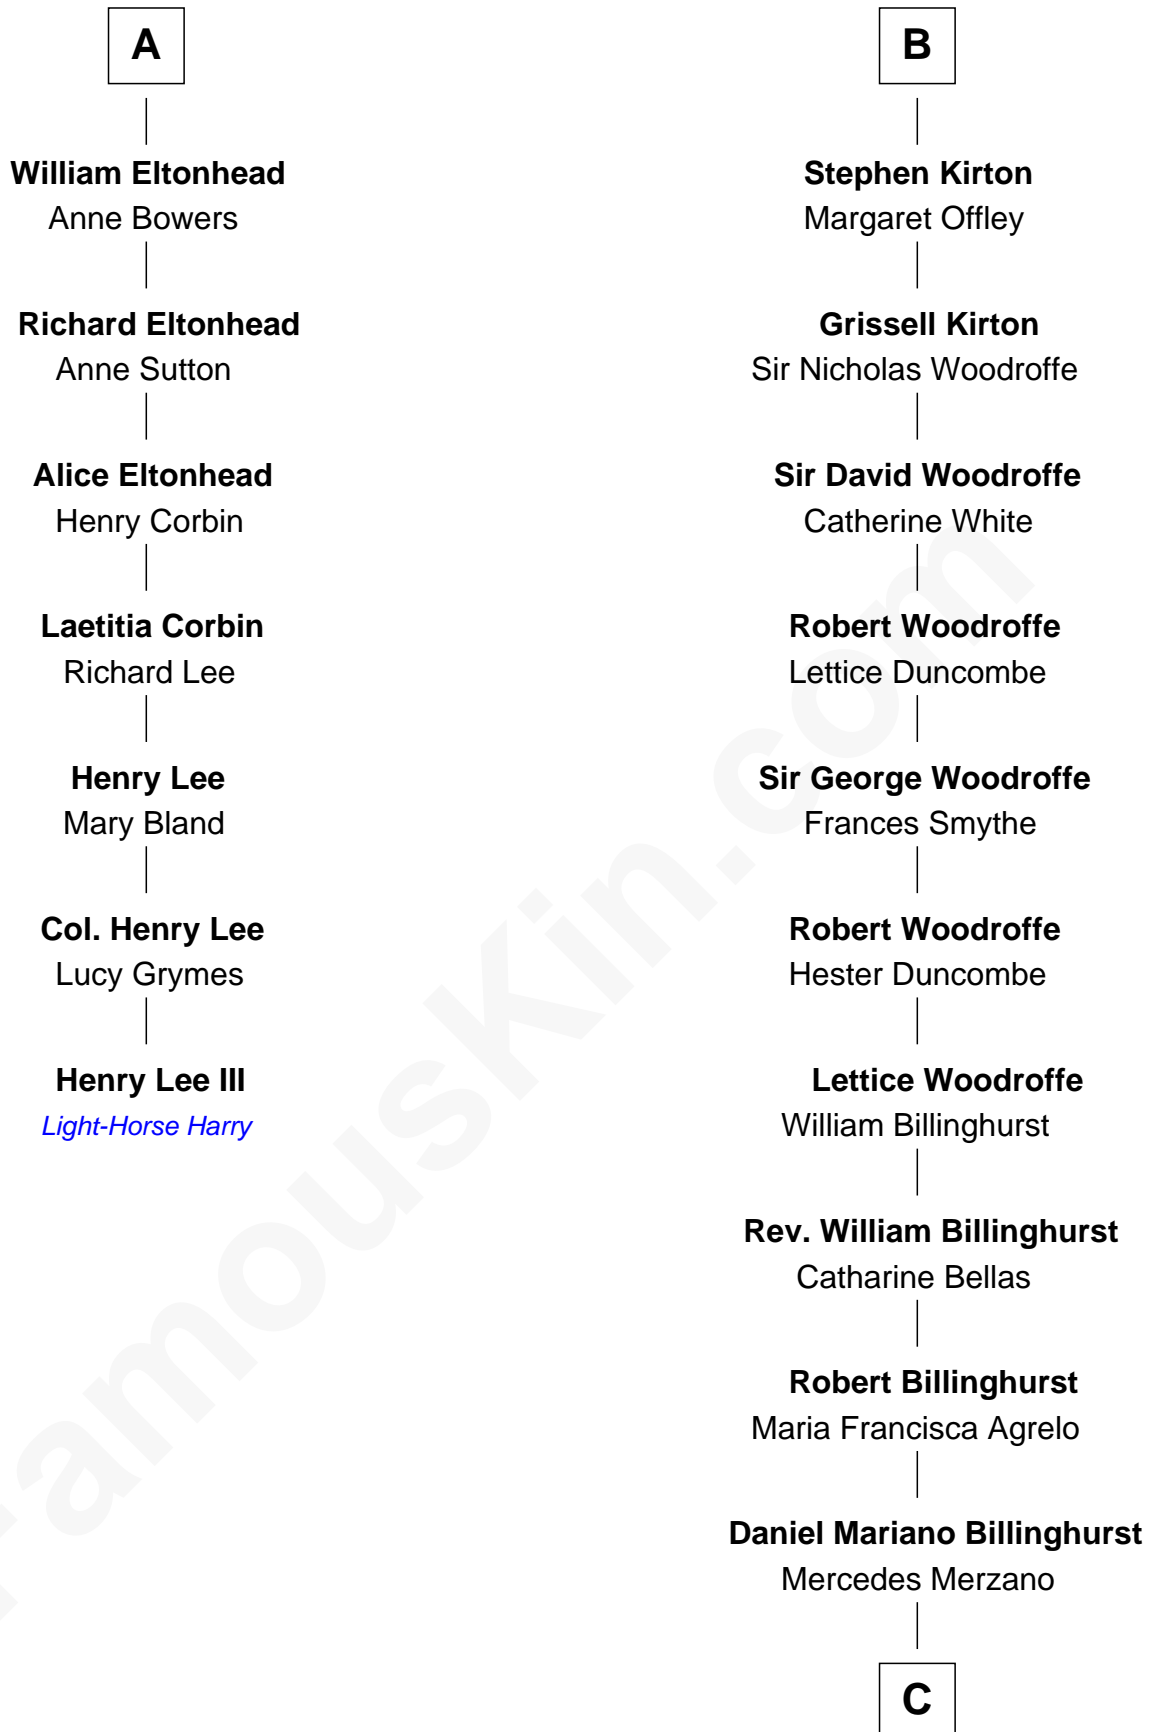 A
William Eltonhead
Anne Bowers
Richard Eltonhead
Anne Sutton
Alice Eltonhead
Henry Corbin
Laetitia Corbin
Richard Lee
Henry Lee
Mary Bland
Col. Henry Lee
Lucy Grymes
Henry Lee III
Light-Horse Harry
B
Stephen Kirton
Margaret Offley
Grissell Kirton
Sir Nicholas Woodroffe
Sir David Woodroffe
Catherine White
Robert Woodroffe
Lettice Duncombe
Sir George Woodroffe
Frances Smythe
Robert Woodroffe
Hester Duncombe
Lettice Woodroffe
William Billinghurst
Rev. William Billinghurst
Catharine Bellas
Robert Billinghurst
Maria Francisca Agrelo
Daniel Mariano Billinghurst
Mercedes Merzano
C
FamousKin.com